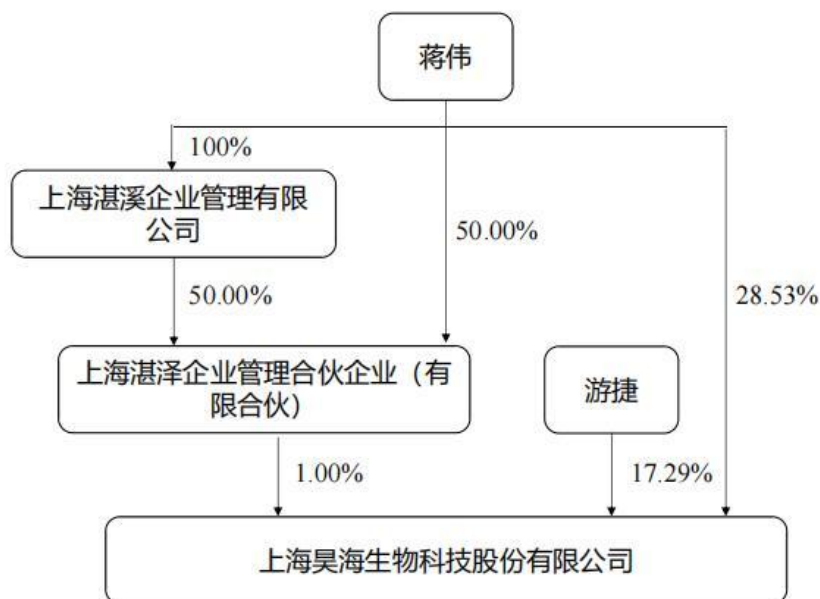 蒋伟
100%
上海湛溪企业管理有限
公司
50.00%
50.00%
28.53%
上海湛泽企业管理合伙企业（有
限合伙）
游捷
1.00%
17.29%
上海昊海生物科技股份有限公司